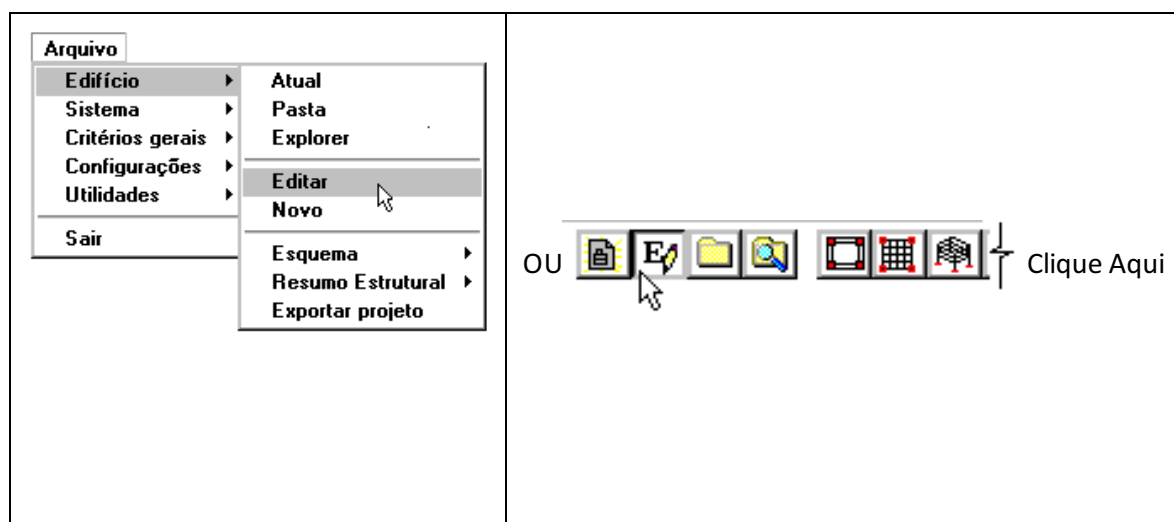 Arquivo
Edifício
Sistema
Critérios gerais
Configurações
Utilidades
Sair
Atual
Pasta
Explorer
Editar
Novo
Esquema
Resumo Estrutural
Exportar projeto
OU
E
Clique Aqui